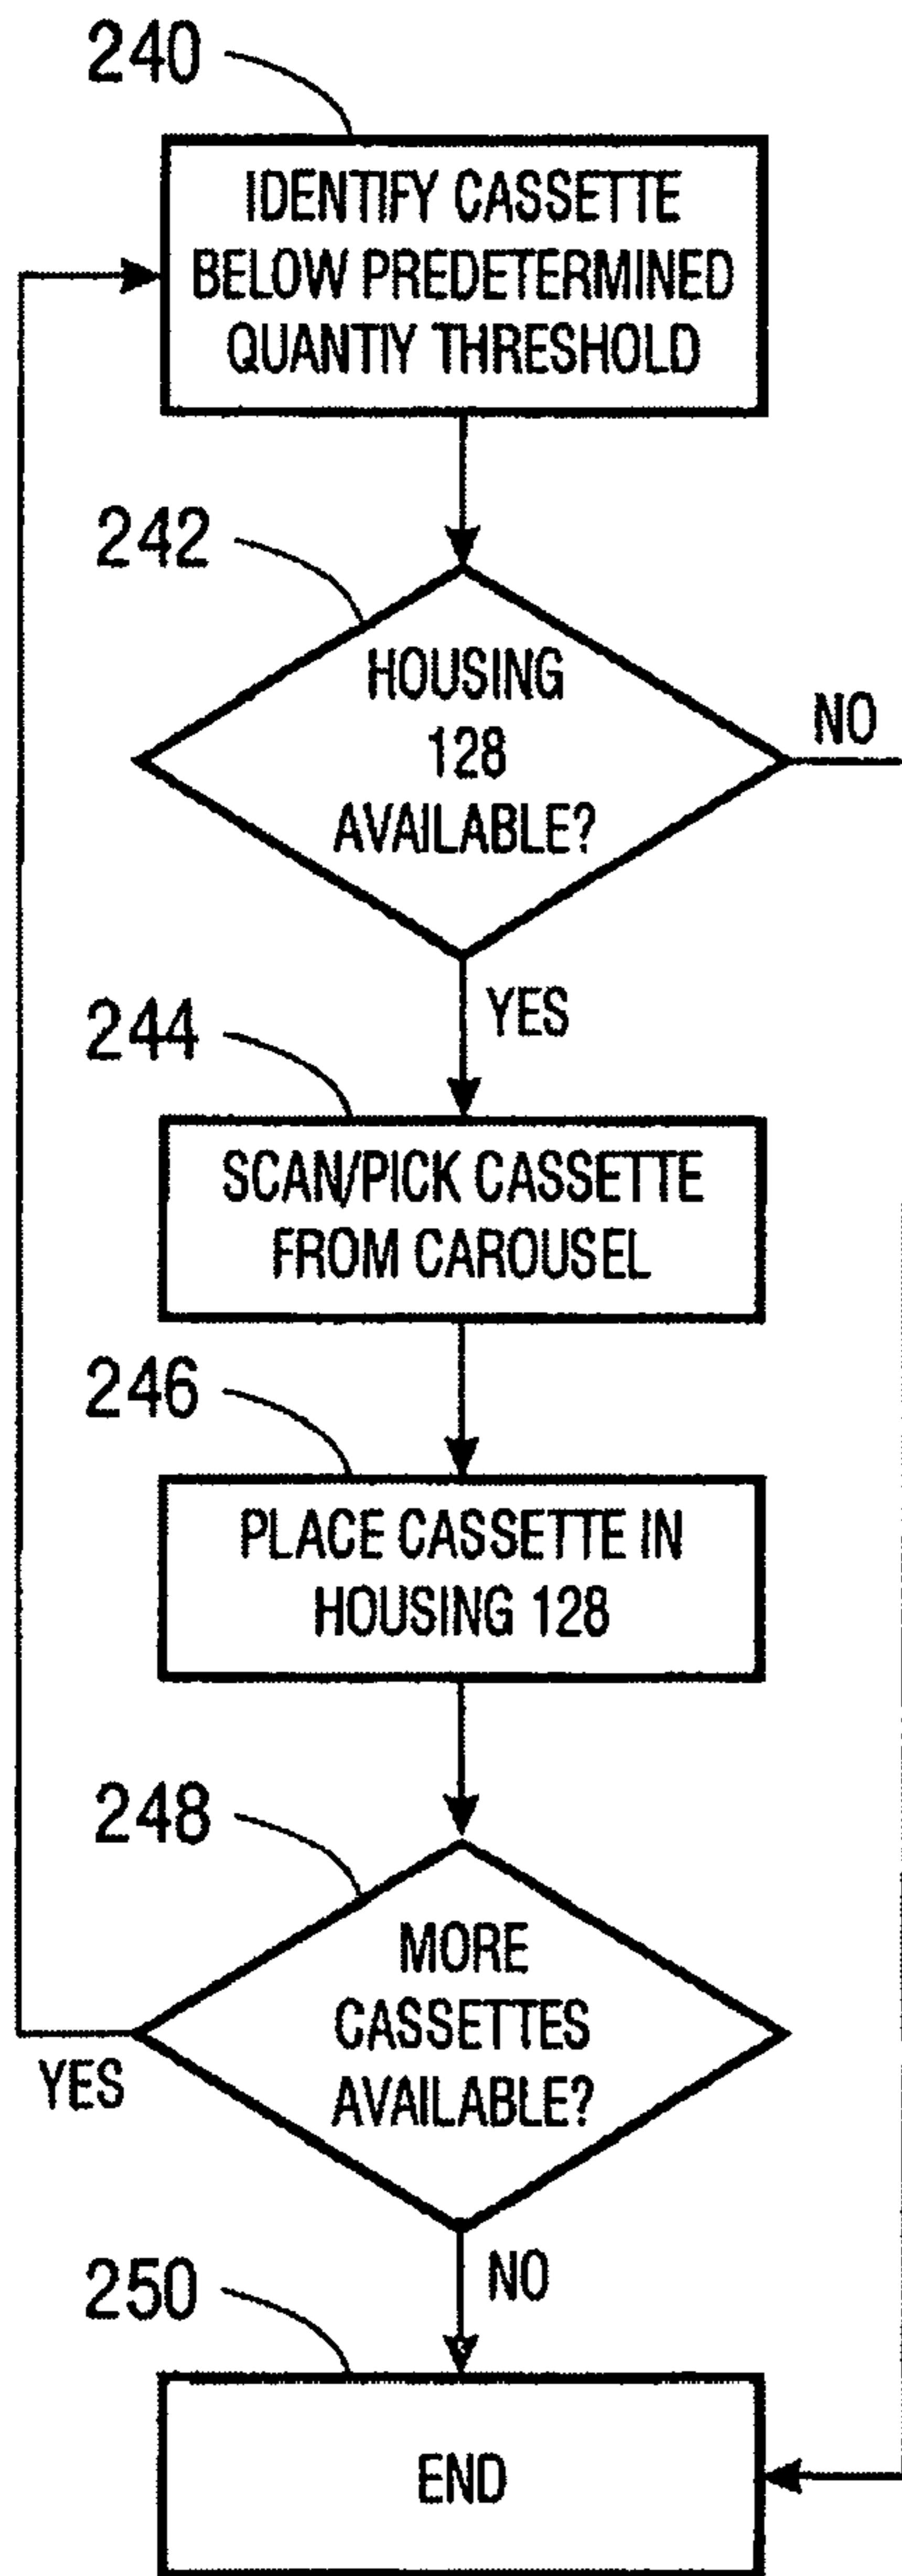 240
IDENTIFY CASSETTE
BELOW PREDETERMINED
QUANTIY THRESHOLD
242
HOUSING
128
AVAILABLE?
NO
YES
244
SCAN/PICK CASSETTE
FROM CAROUSEL
246
PLACE CASSETTE IN
HOUSING 128
248
MORE
CASSETTES
AVAILABLE?
YES
NO
250
END